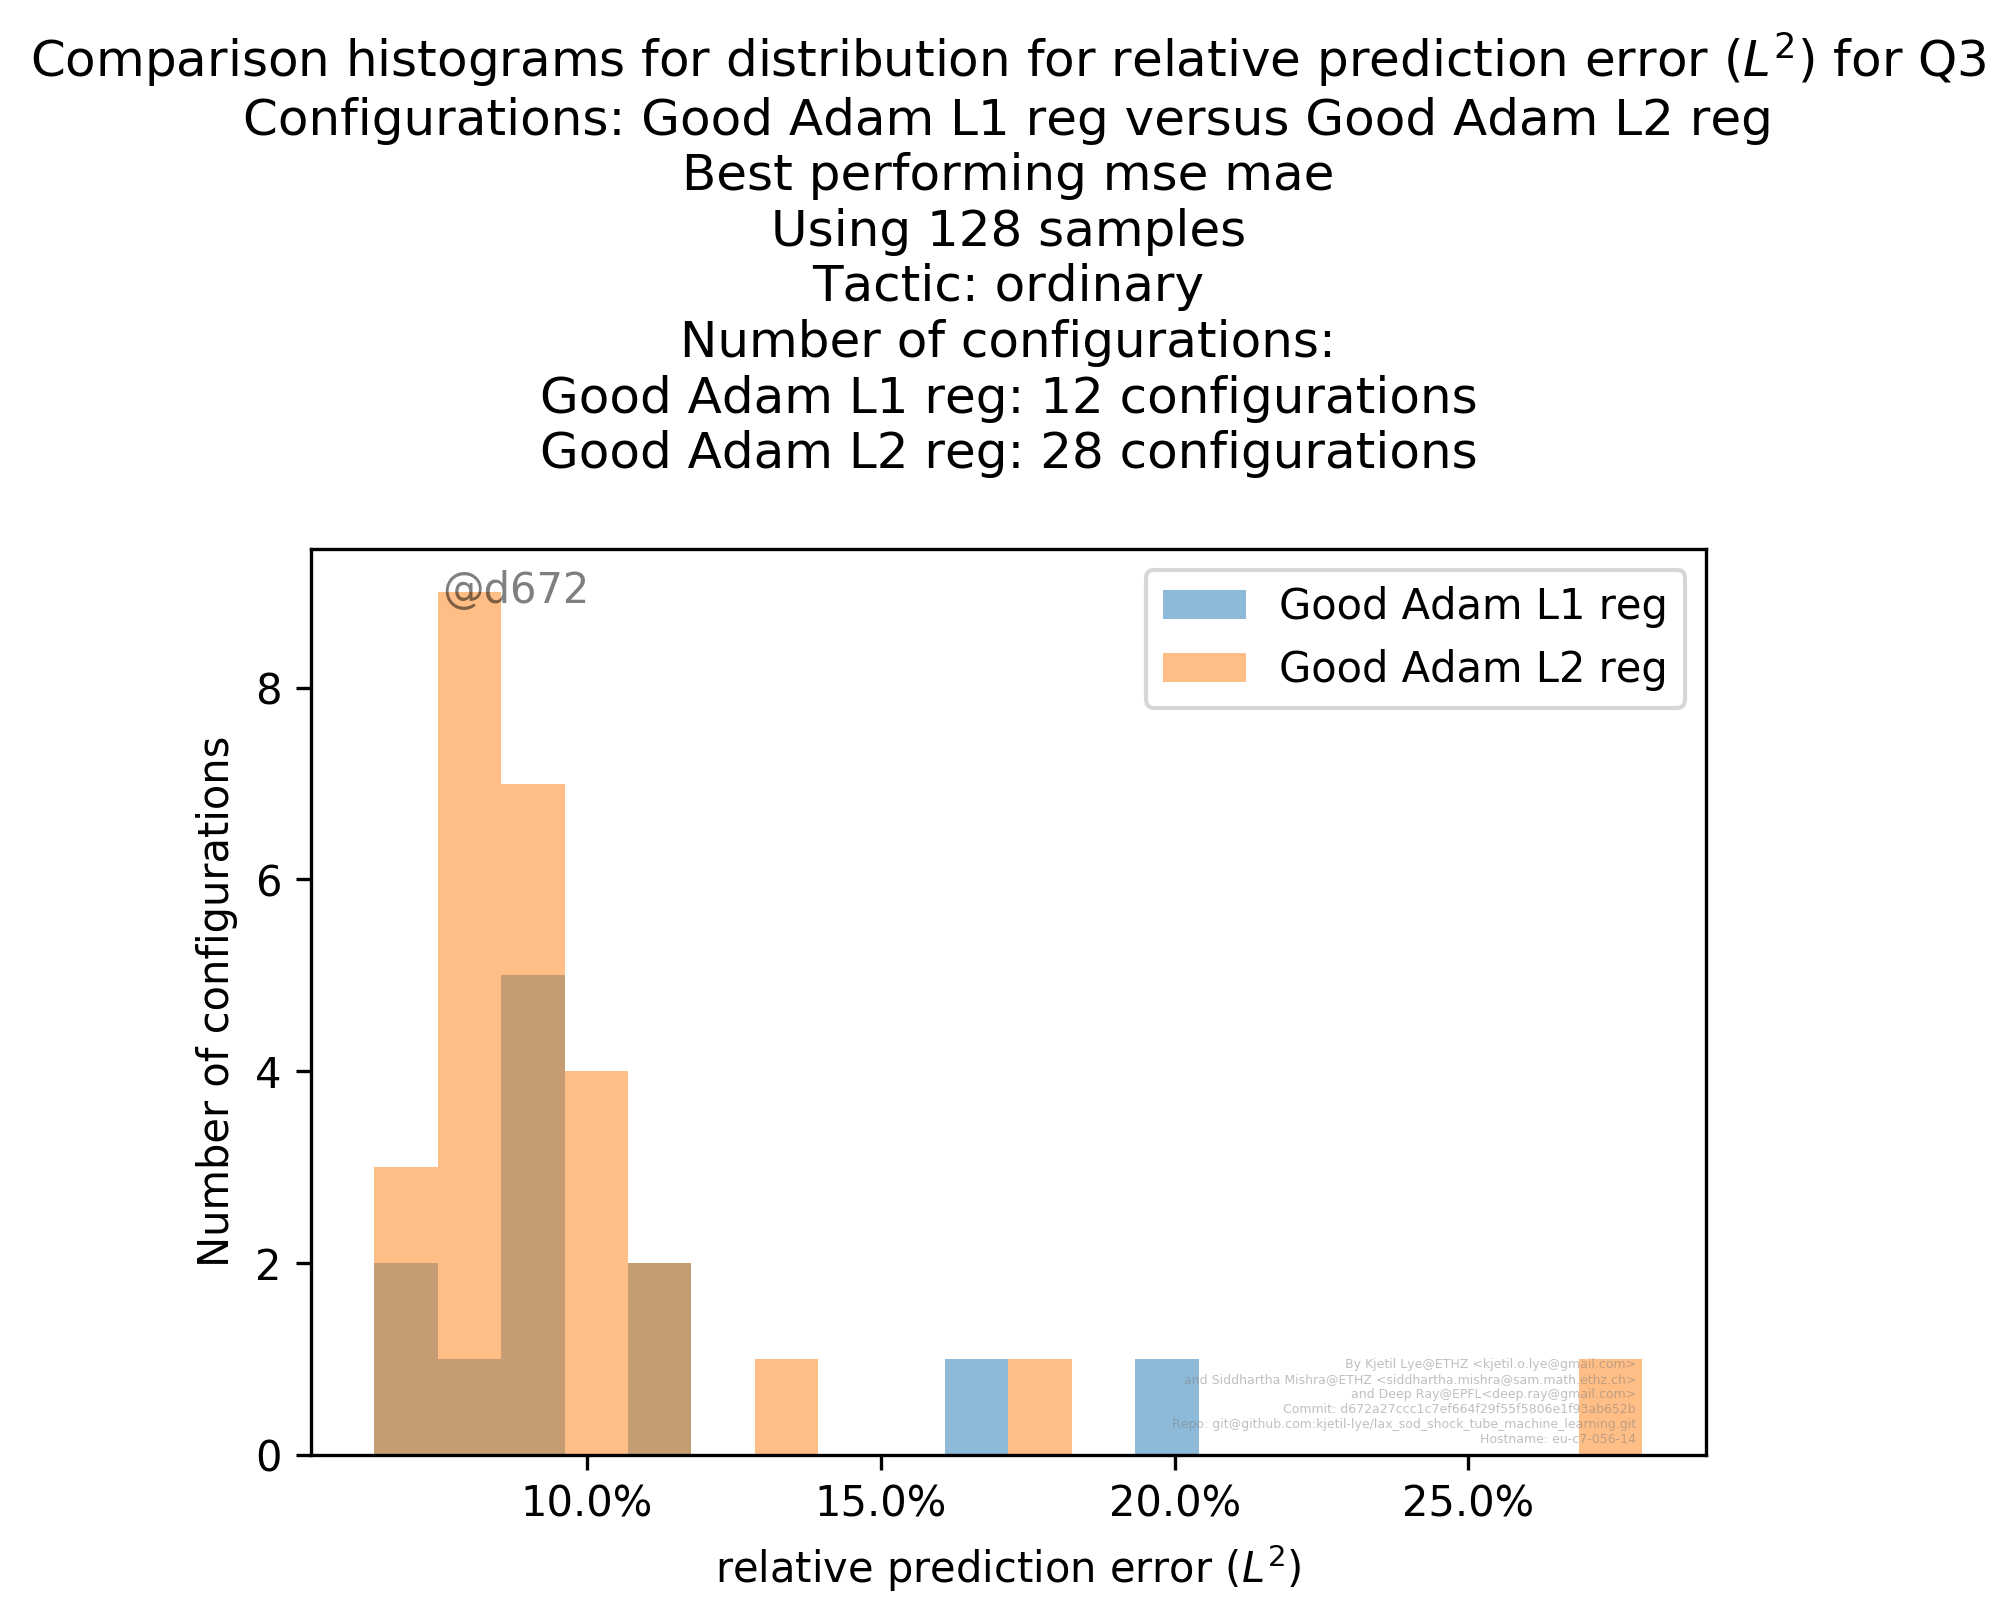 Comparison histograms for distribution for relative prediction error (L²) for Q3
Configurations: Good Adam L1 reg versus Good Adam L2 reg
Best performing mse mae
Using 128 samples
Tactic: ordinary
Number of configurations:
Good Adam L1 reg: 12 configurations
Good Adam L2 reg: 28 configurations
@d672
Good Adam L1 reg
Good Adam L2 reg
Number of configurations
8
6
4
2
0
By Kjetil Lye@ETHZ <kjetil.o.lye@gmail.com>
and Siddhartha Mishra@ETHZ <siddhartha.mishra@sam.math.ethz.ch>
and Deep Ray@EPFL<deep.ray@gmail.com>
Commit: d672a27ccc1c7ef664f29f55f5806e1f93ab652b
Repo: git@github.com:kjetil-lye/lax_sod_shock_tube_machine_learning.git
Hostname: eu-c7-056-14
10.0% 15.0% 20.0% 25.0%
relative prediction error (L²)